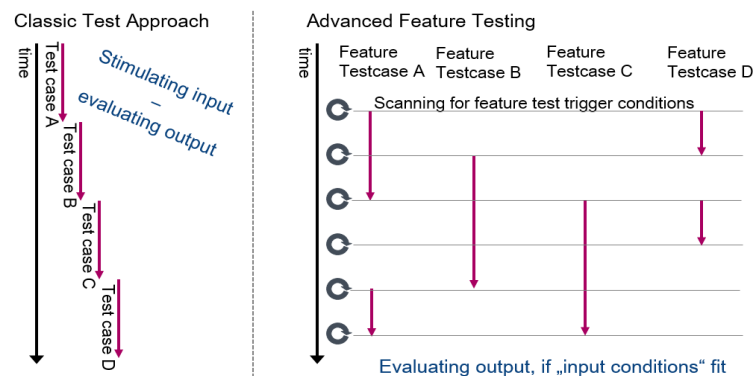 Classic Test Approach
time
Test case A
Test case B
Test case C
Test case D
Stimulating input
–
evaluating output
Advanced Feature Testing
time
Feature
Testcase A
Feature
Testcase B
Feature
Testcase C
Feature
Testcase D
Scanning for feature test trigger conditions
Evaluating output, if „input conditions“ fit